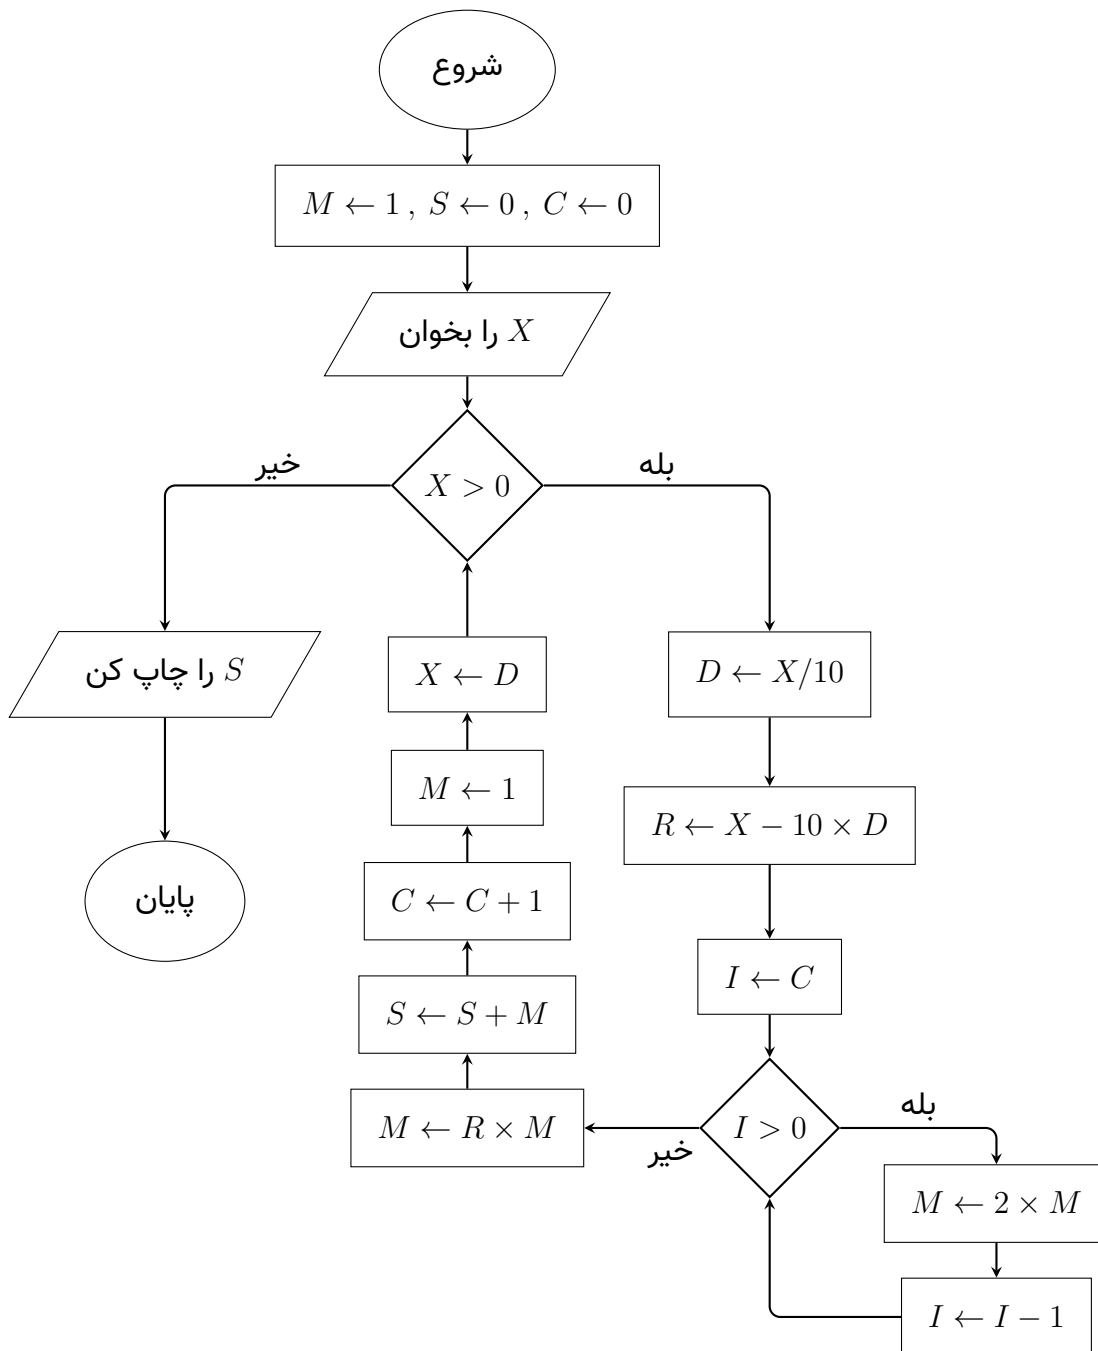 شروع
M ← 1 , S ← 0 , C ← 0
X را بخوان
X > 0
بله
خیر
D ← X/10
R ← X − 10 × D
I ← C
I > 0
بله
M ← 2 × M
I ← I − 1
خیر
M ← R × M
S ← S + M
C ← C + 1
M ← 1
X ← D
S را چاپ کن
پایان